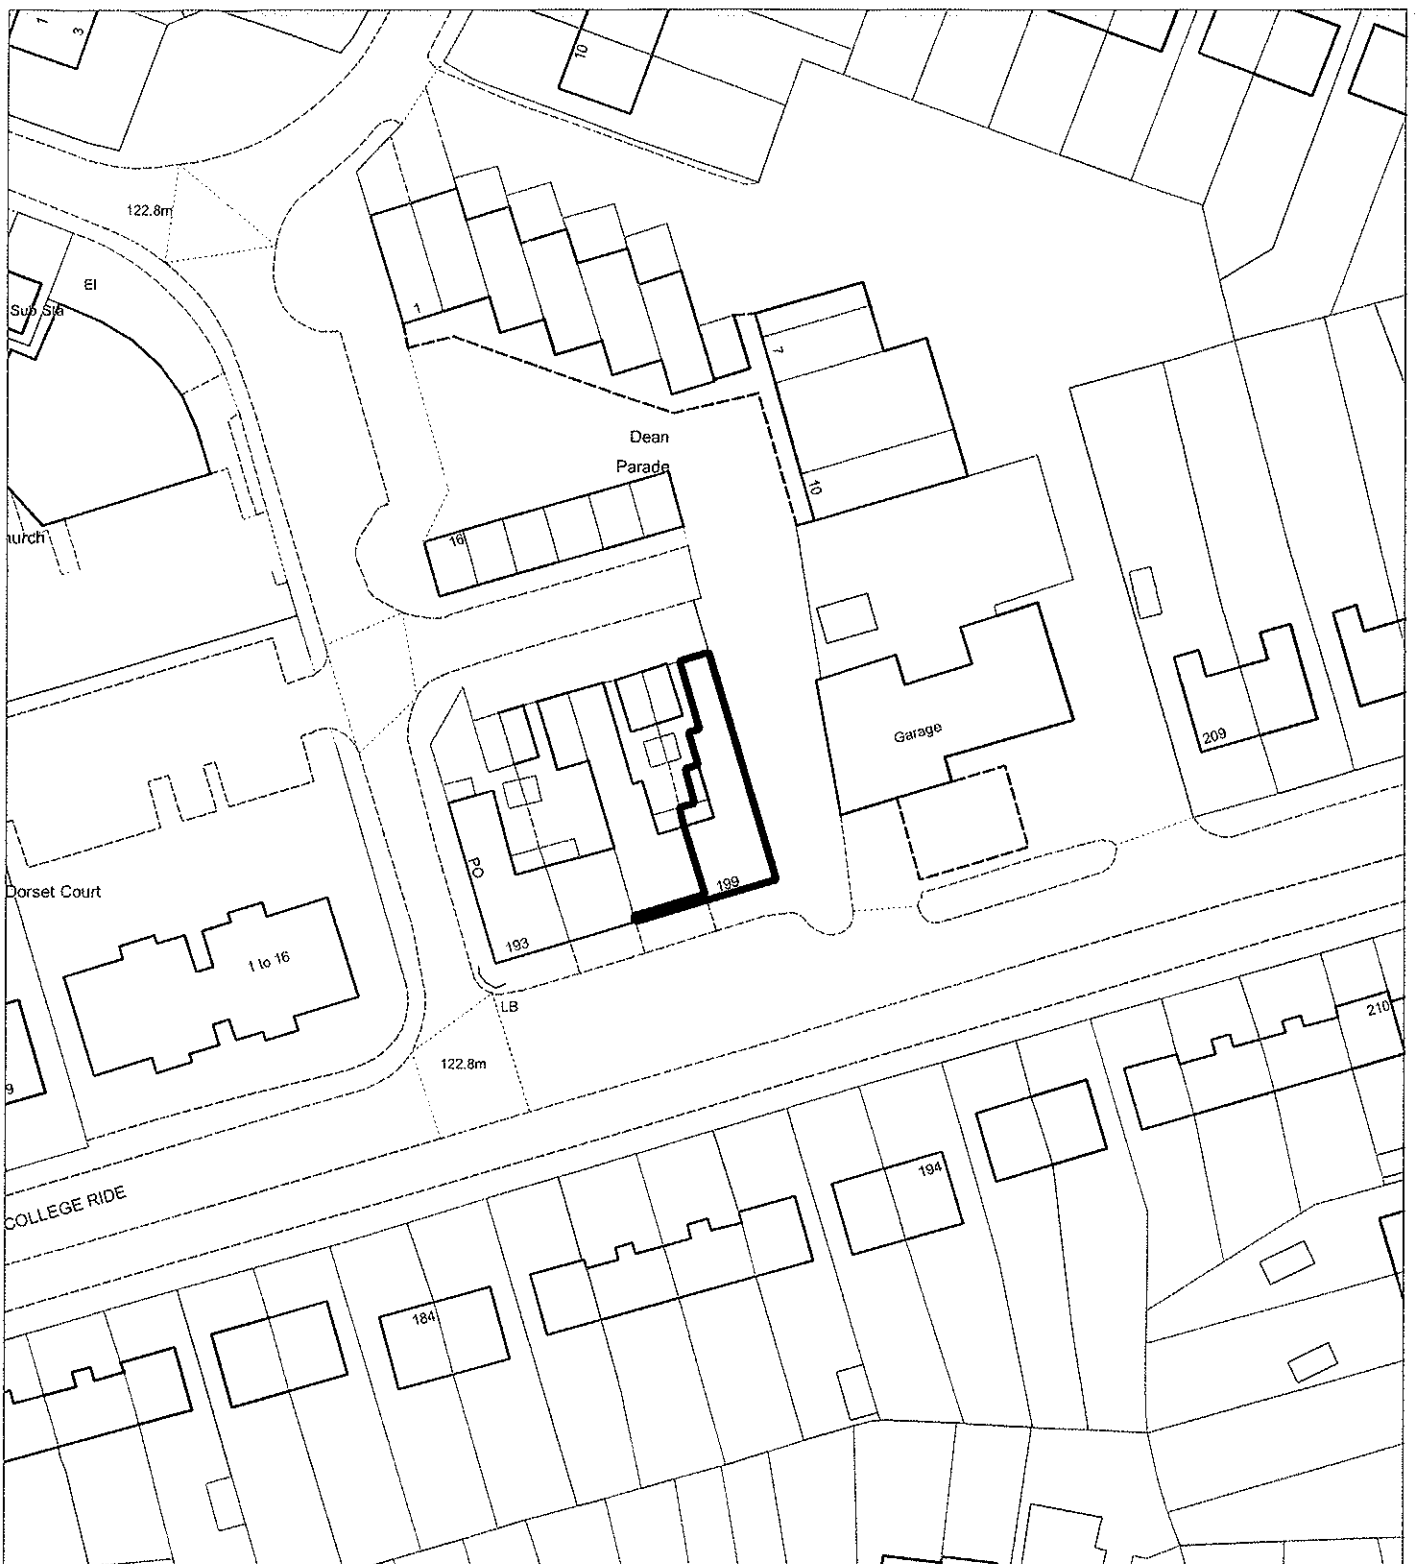 1
3
10
122.8m
El
Sub Sta
1
7
Dean
Parade
10
16
hurch
Garage
209
PO
Dorset Court
199
193
1 to 16
LB
210
122.8m
9
194
COLLEGE RIDE
184